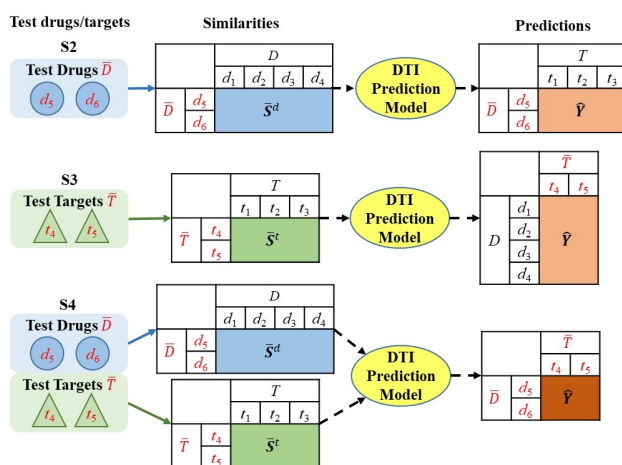 Test drugs/targets Similarities Predictions
S2
Test Drugs D̅
d5 d6
D
d1 d2 d3 d4
D̅ d5 S̅d
d6
DTI
Prediction
Model
T
t1 t2 t3
D̅ d5 Ŷ
d6
S3
Test Targets T̅
t4 t5
T
t1 t2 t3
T̅ t4 S̅t
t5
DTI
Prediction
Model
T̅
t4 t5
D d1 Ŷ
d2
d3
d4
S4
Test Drugs D̅
d5 d6
Test Targets T̅
t4 t5
D
d1 d2 d3 d4
D̅ d5 S̅d
d6
T
t1 t2 t3
T̅ t4 S̅t
t5
DTI
Prediction
Model
T̅
t4 t5
D̅ d5 Ŷ
d6